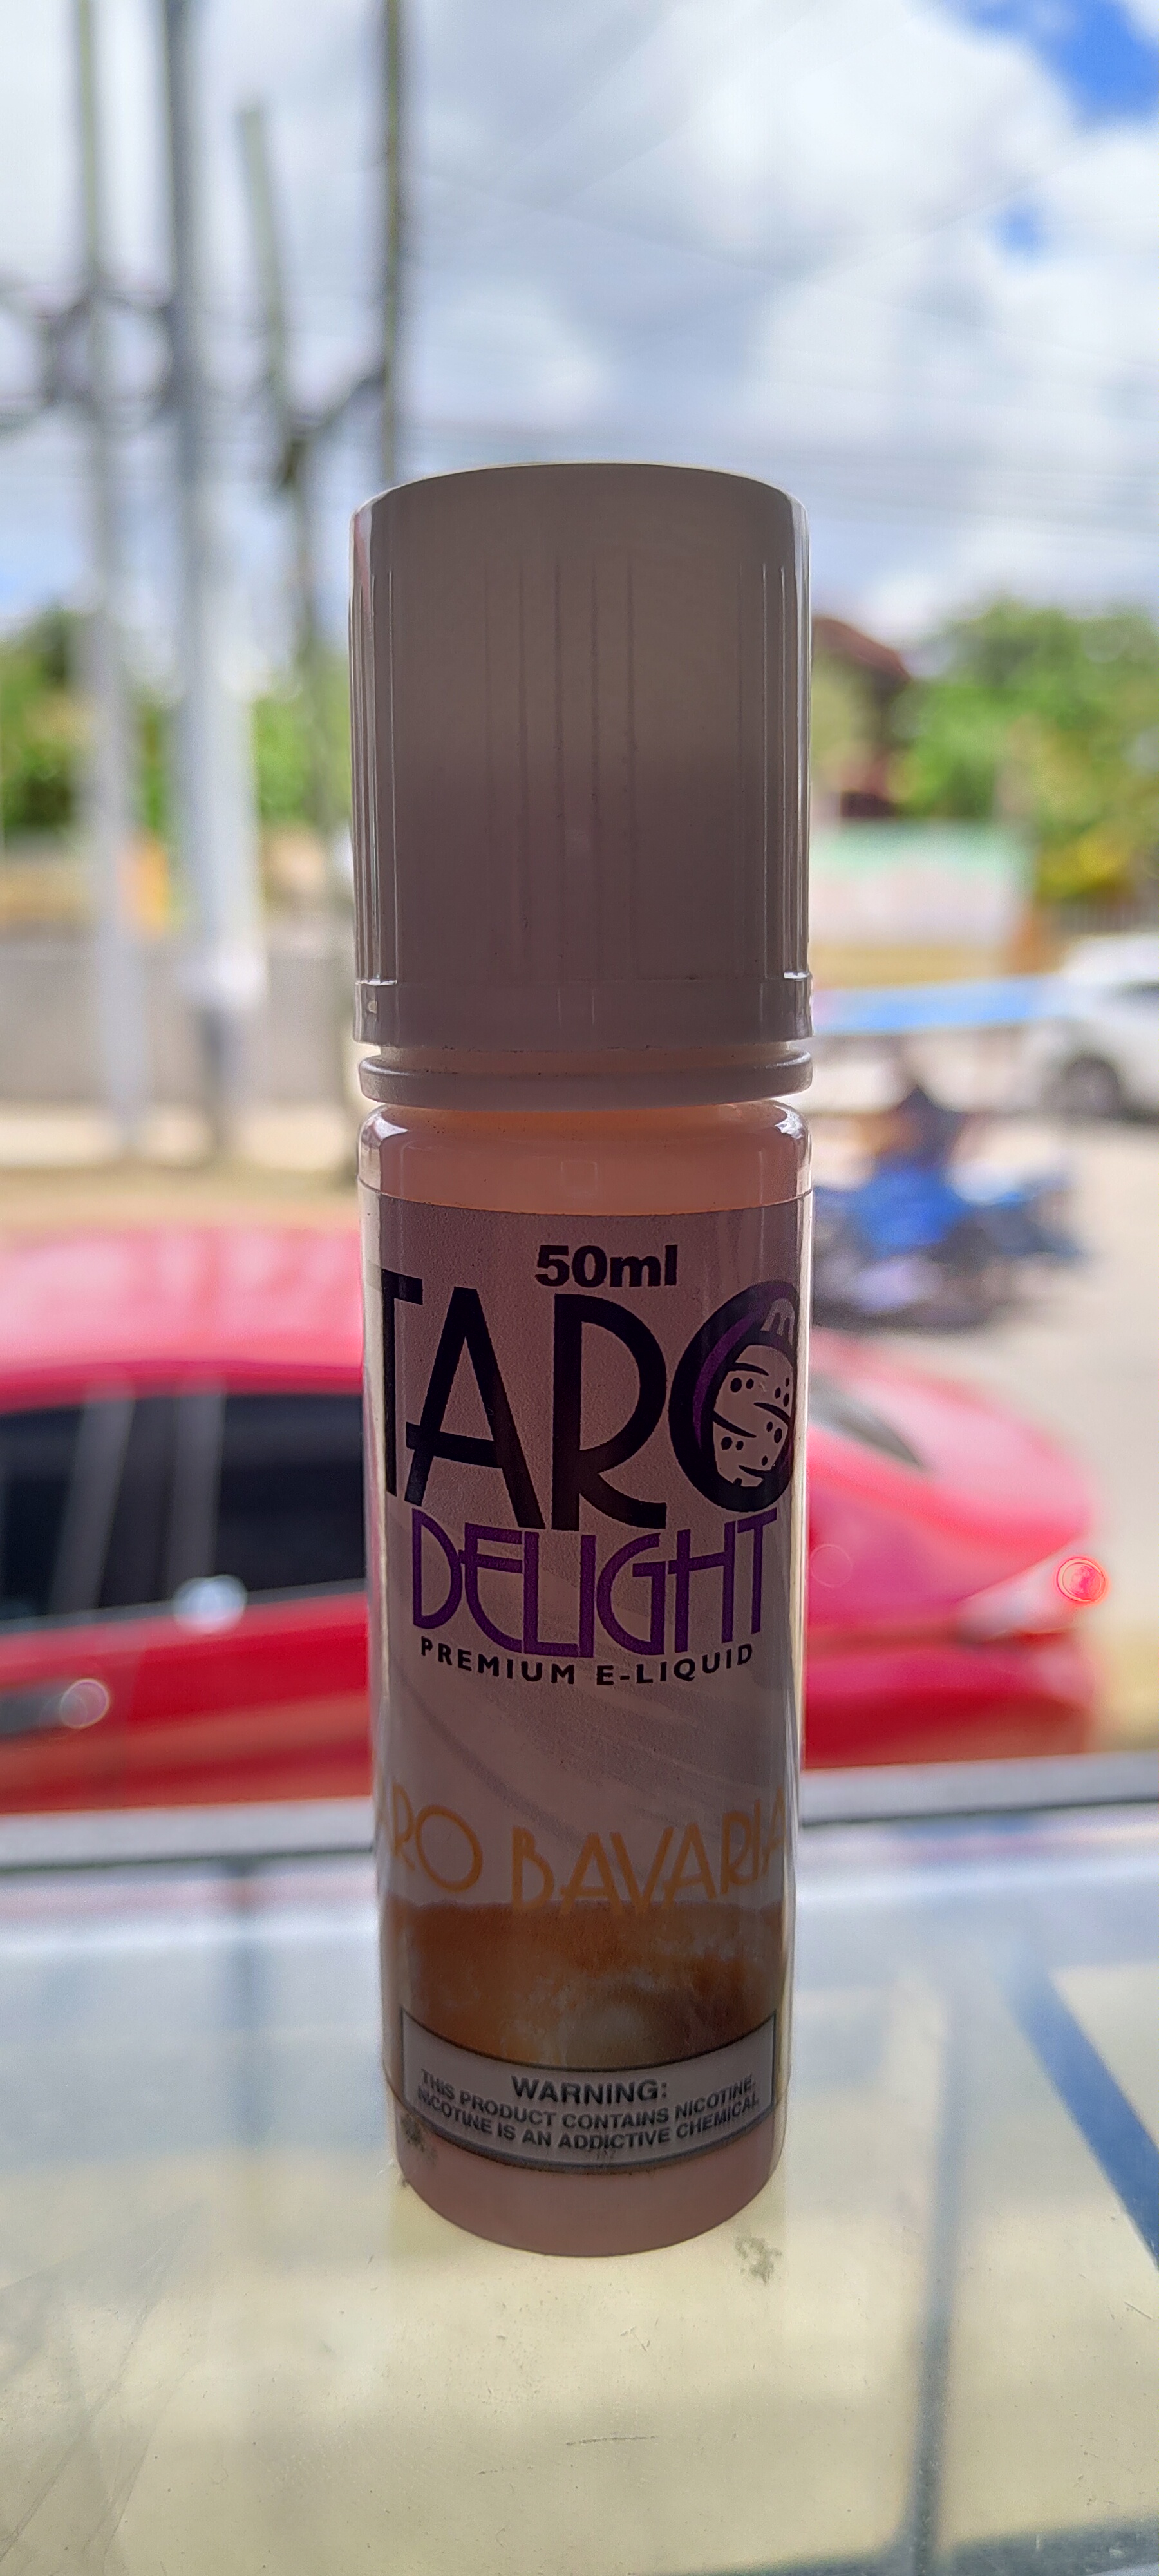 50ml
TARO
DELIGHT
PREMIUM E-LIQUID
ARO BAVARIA
WARNING:
THIS PRODUCT CONTAINS NICOTINE.
NICOTINE IS AN ADDICTIVE CHEMICAL